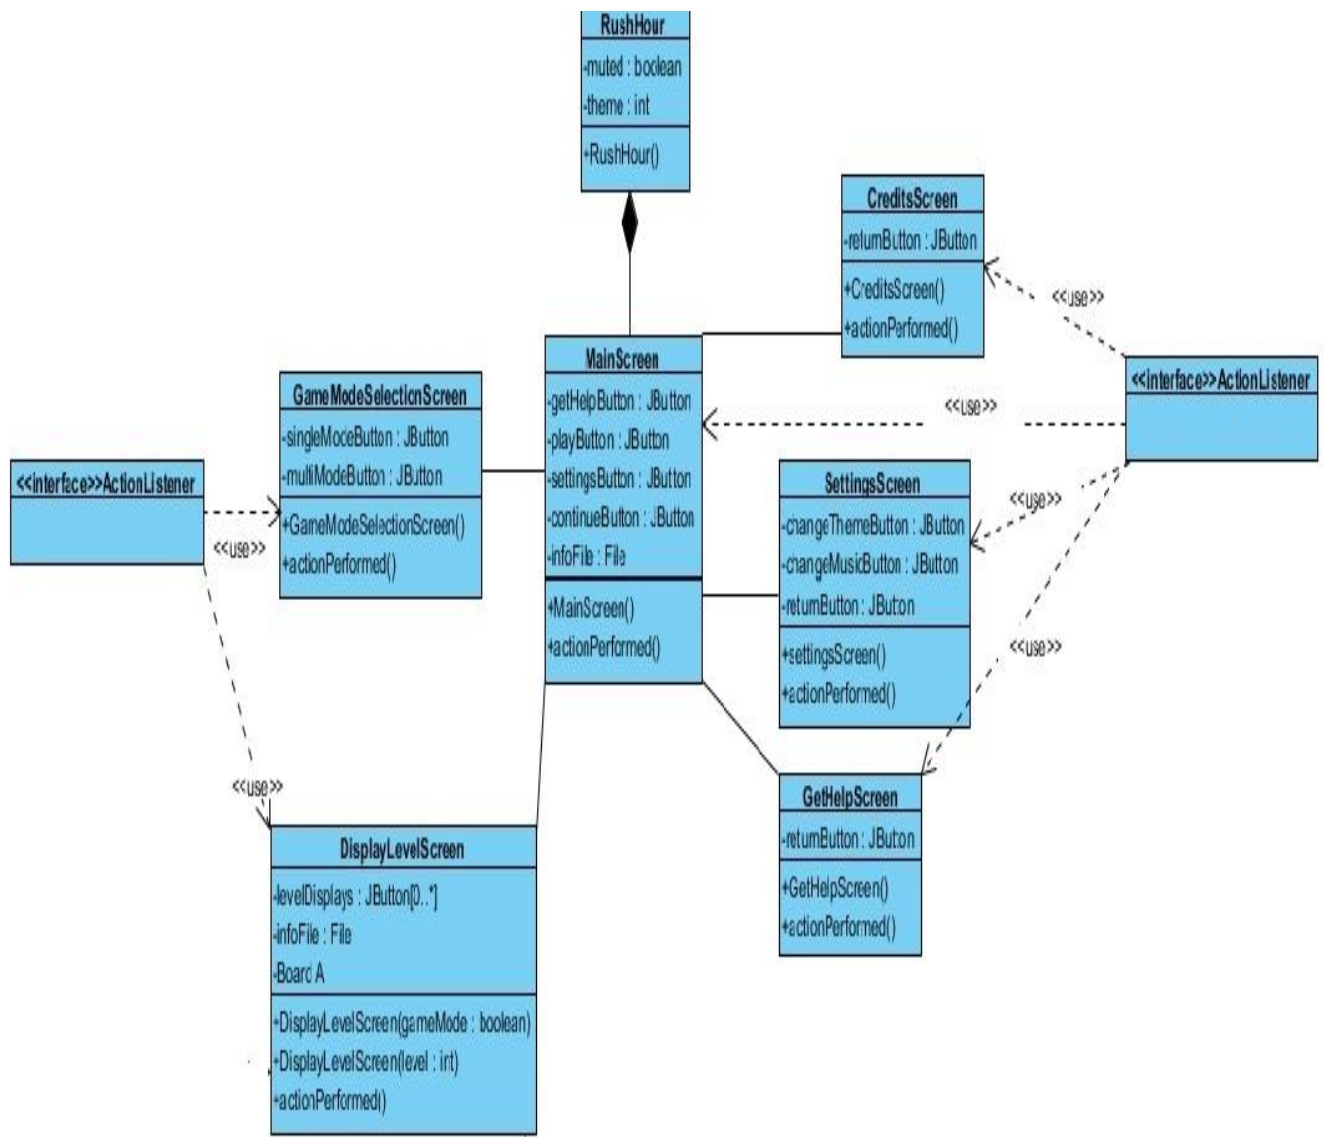 RushHour
-muted : boolean
-theme : int
+RushHour()
CreditsScreen
-returnButton : JButton
+CreditsScreen()
+actionPerformed()
<<use>>
<<interface>>ActionListener
<<use>>
MainScreen
-getHelpButton : JButton
-playButton : JButton
-settingsButton : JButton
-continueButton : JButton
-infoFile : File
+MainScreen()
+actionPerformed()
GameModeSelectionScreen
-singleModeButton : JButton
-multiModeButton : JButton
+GameModeSelectionScreen()
+actionPerformed()
<<interface>>ActionListener
<<use>>
SettingsScreen
-changeThemeButton : JButton
-changeMusicButton : JButton
-returnButton : JButton
+settingsScreen()
+actionPerformed()
<<use>>
<<use>>
<<use>>
GetHelpScreen
-returnButton : JButton
+GetHelpScreen()
+actionPerformed()
DisplayLevelScreen
-levelDisplays : JButton[0..*]
-infoFile : File
-Board A
+DisplayLevelScreen(gameMode : boolean)
+DisplayLevelScreen(level : int)
+actionPerformed()